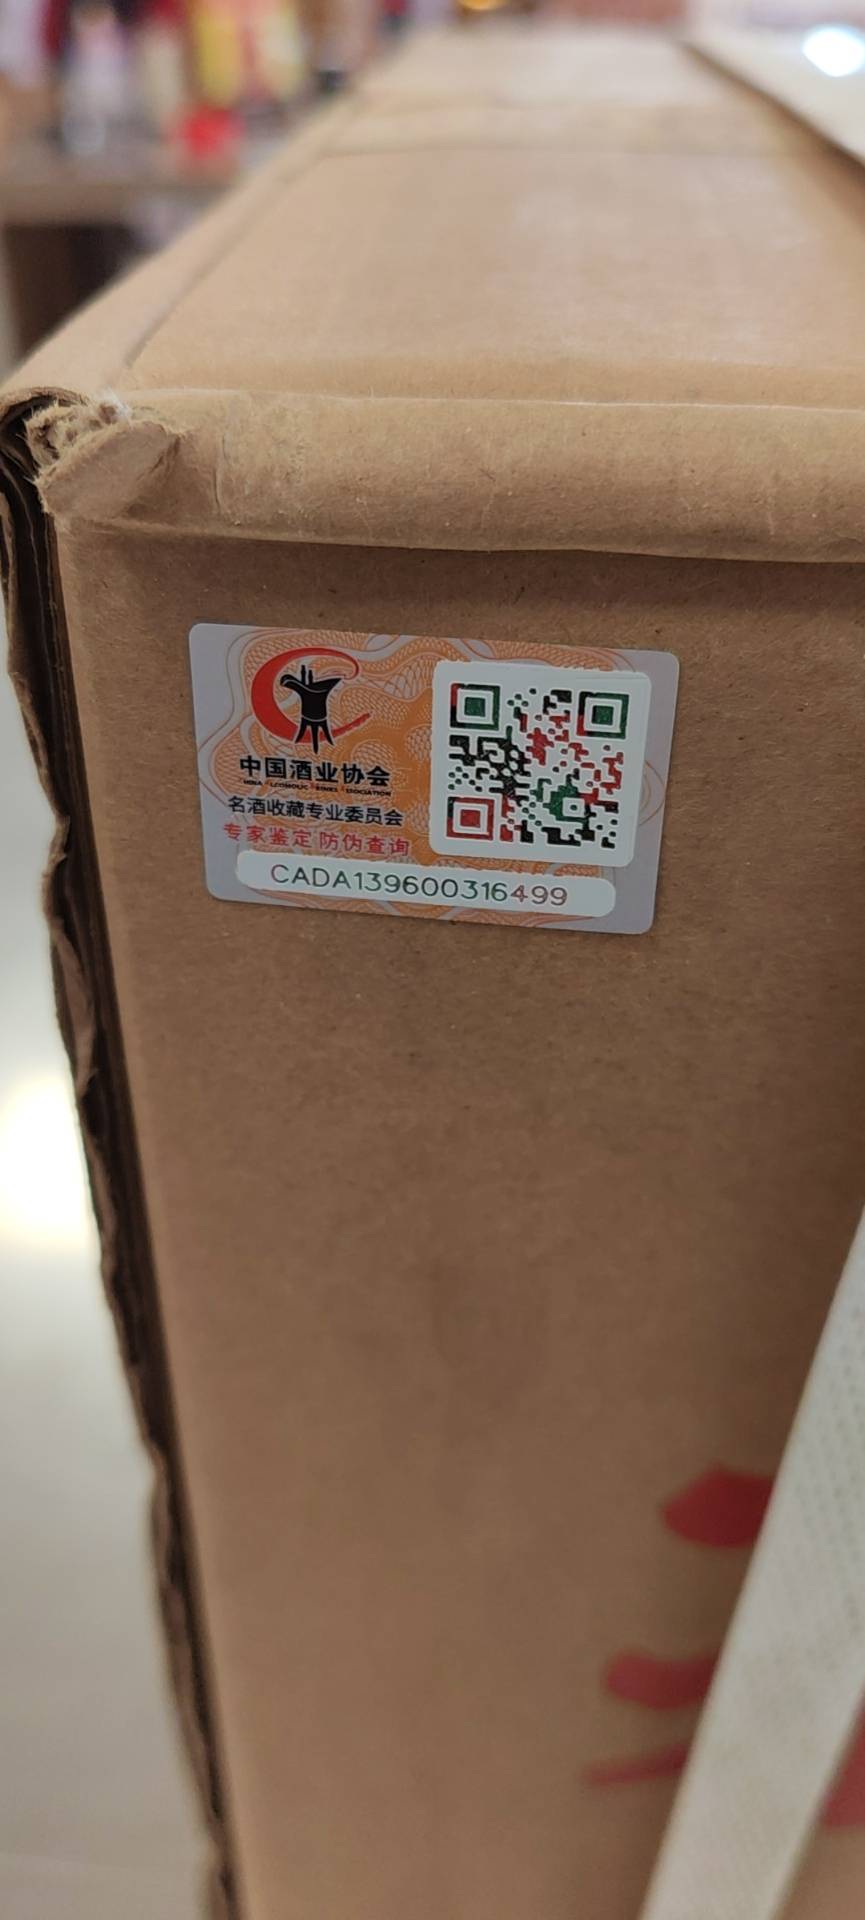 中国酒业协会
名酒收藏专业委员会
专家鉴定 防伪查询
CADA139600316499